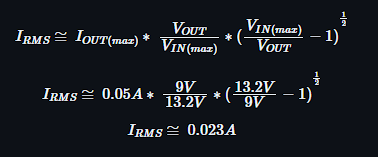 I_RMS ≅ I_OUT(max) * V_OUT/V_IN(max) * (V_IN(max)/V_OUT − 1)^1/2
I_RMS ≅ 0.05A * 9V/13.2V * (13.2V/9V − 1)^1/2
I_RMS ≅ 0.023A